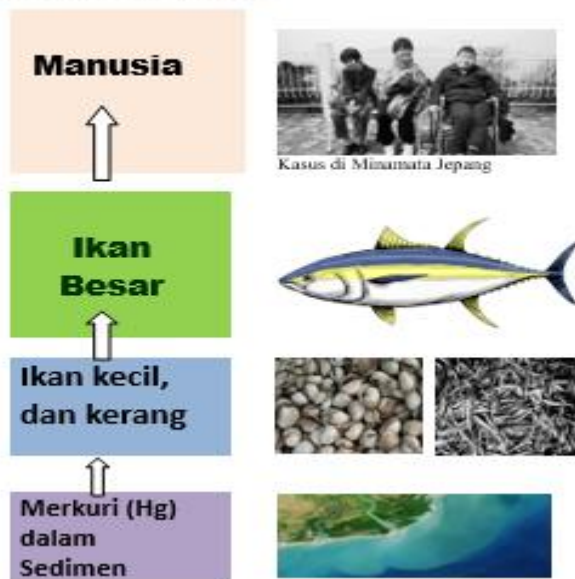 Manusia
Kasus di Minamata Jepang
Ikan
Besar
Ikan kecil,
dan kerang
Merkuri (Hg)
dalam
Sedimen